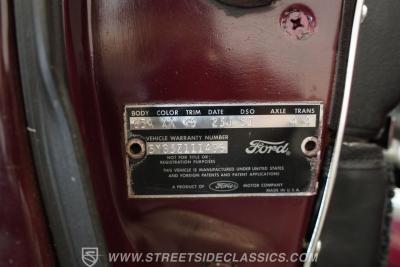 BODY COLOR TRIM DATE DSO AXLE TRANS
VEHICLE WARRANTY NUMBER
Ford
NOT FOR TITLE OR
REGISTRATION PURPOSES
THIS VEHICLE IS MANUFACTURED UNDER UNITED STATES
AND FOREIGN PATENTS AND PATENT APPLICATIONS
A PRODUCT OF Ford MOTOR COMPANY
MADE IN U.S.A.
WWW.STREETSIDECLASSICS.COM